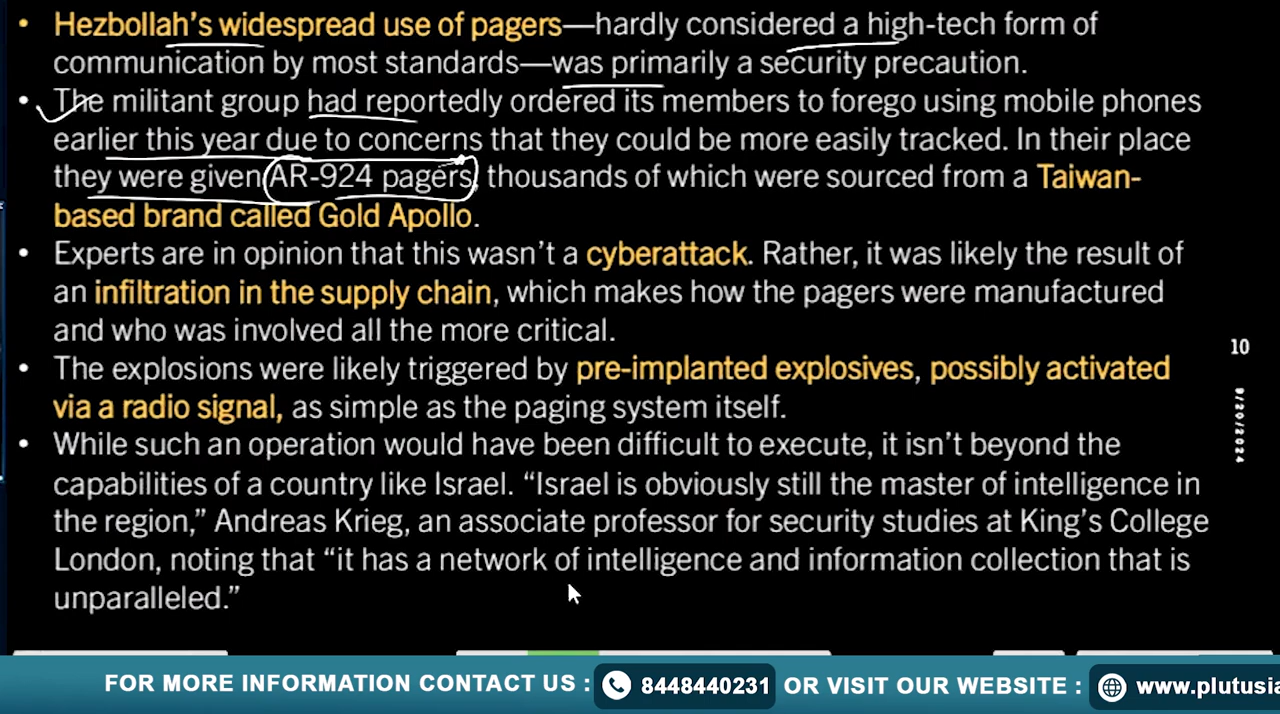 • Hezbollah's widespread use of pagers—hardly considered a high-tech form of
communication by most standards—was primarily a security precaution.
• The militant group had reportedly ordered its members to forego using mobile phones
earlier this year due to concerns that they could be more easily tracked. In their place
they were given AR-924 pagers, thousands of which were sourced from a Taiwan-
based brand called Gold Apollo.
• Experts are in opinion that this wasn't a cyberattack. Rather, it was likely the result of
an infiltration in the supply chain, which makes how the pagers were manufactured
and who was involved all the more critical.
• The explosions were likely triggered by pre-implanted explosives, possibly activated
via a radio signal, as simple as the paging system itself.
• While such an operation would have been difficult to execute, it isn't beyond the
capabilities of a country like Israel. "Israel is obviously still the master of intelligence in
the region," Andreas Krieg, an associate professor for security studies at King's College
London, noting that "it has a network of intelligence and information collection that is
unparalleled."
10
9/20/2024
FOR MORE INFORMATION CONTACT US : 8448440231 OR VISIT OUR WEBSITE : www.plutusia